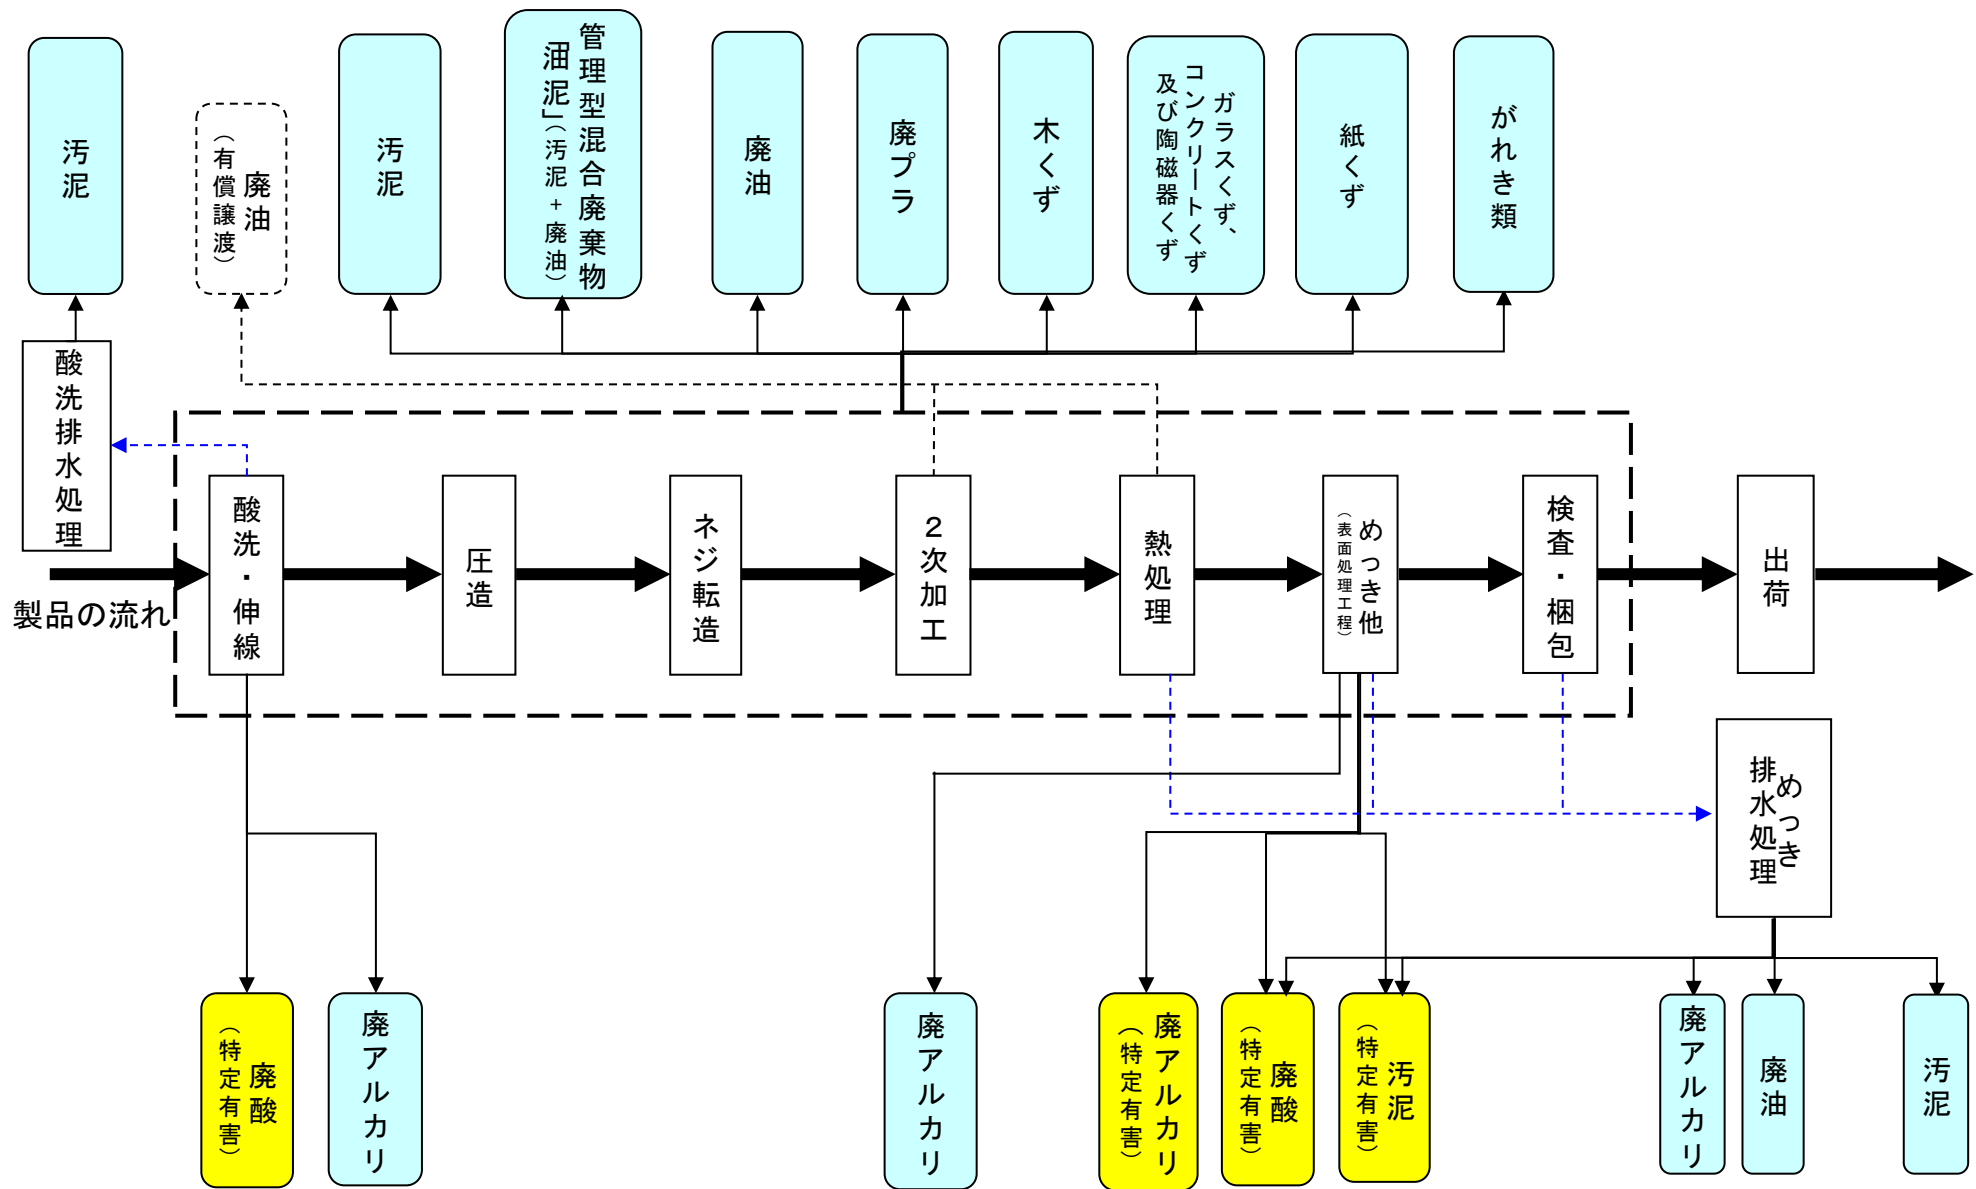 汚泥
廃油
(有償譲渡)
汚泥
管理型混合廃棄物
「油泥」(汚泥+廃油)
廃油
廃プラ
木くず
ガラスくず、
コンクリートくず
及び陶磁器くず
紙くず
がれき類
酸洗排水処理
製品の流れ
酸洗・伸線
圧造
ネジ転造
2次加工
熱処理
めっき他
(表面処理工程)
検査・梱包
出荷
めっき
排水処理
廃酸
(特定有害)
廃アルカリ
廃アルカリ
廃アルカリ
(特定有害)
廃酸
(特定有害)
汚泥
(特定有害)
廃アルカリ
廃油
汚泥